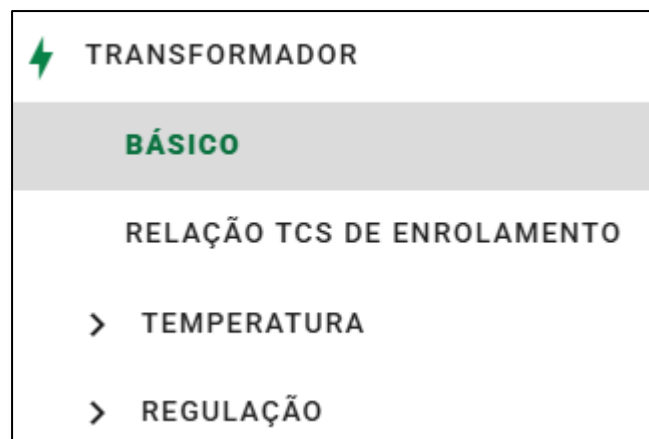 TRANSFORMADOR
BÁSICO
RELAÇÃO TCS DE ENROLAMENTO
TEMPERATURA
REGULAÇÃO